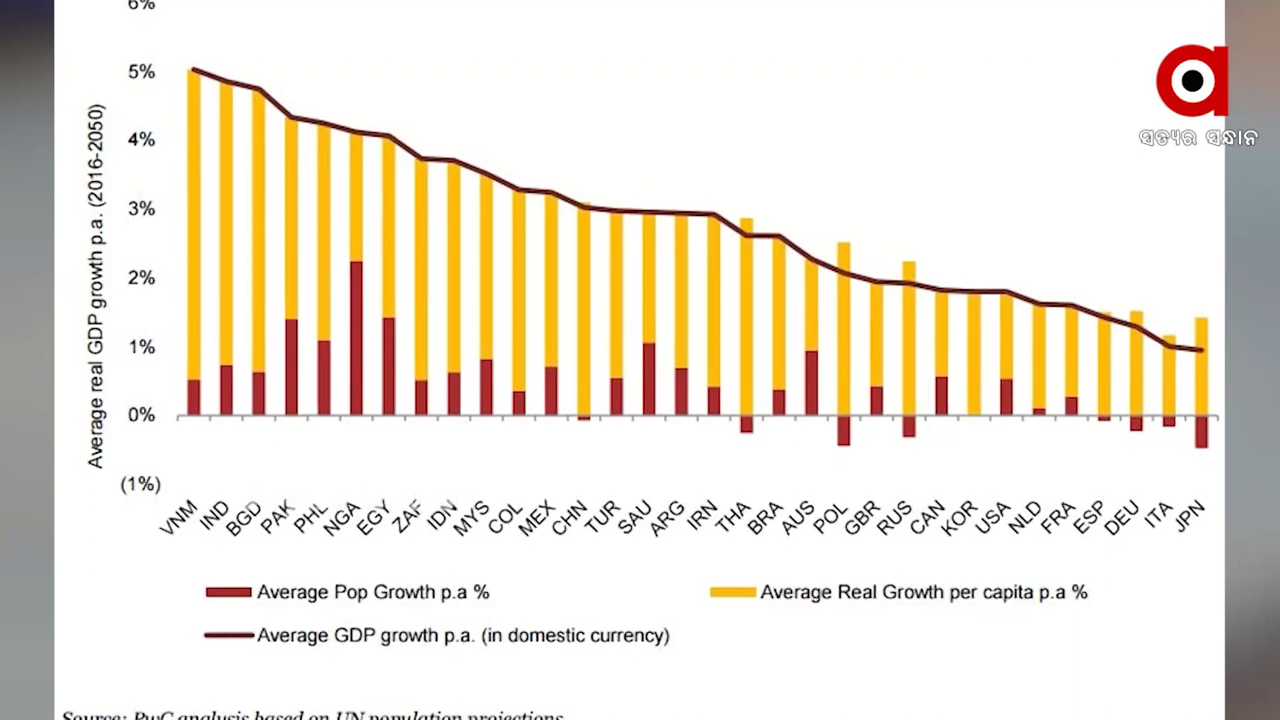 6%
5%
4%
3%
2%
1%
0%
(1%)
Average real GDP growth p.a. (2016-2050)
ସତ୍ୟର ସନ୍ଧାନ
VNM IND BGD PAK PHL NGA EGY ZAF IDN MYS COL MEX CHN TUR SAU ARG IRN THA BRA AUS POL GBR RUS CAN KOR USA NLD FRA ESP DEU ITA JPN
Average Pop Growth p.a %
Average Real Growth per capita p.a %
Average GDP growth p.a. (in domestic currency)
Source: PwC analysis based on UN population projections